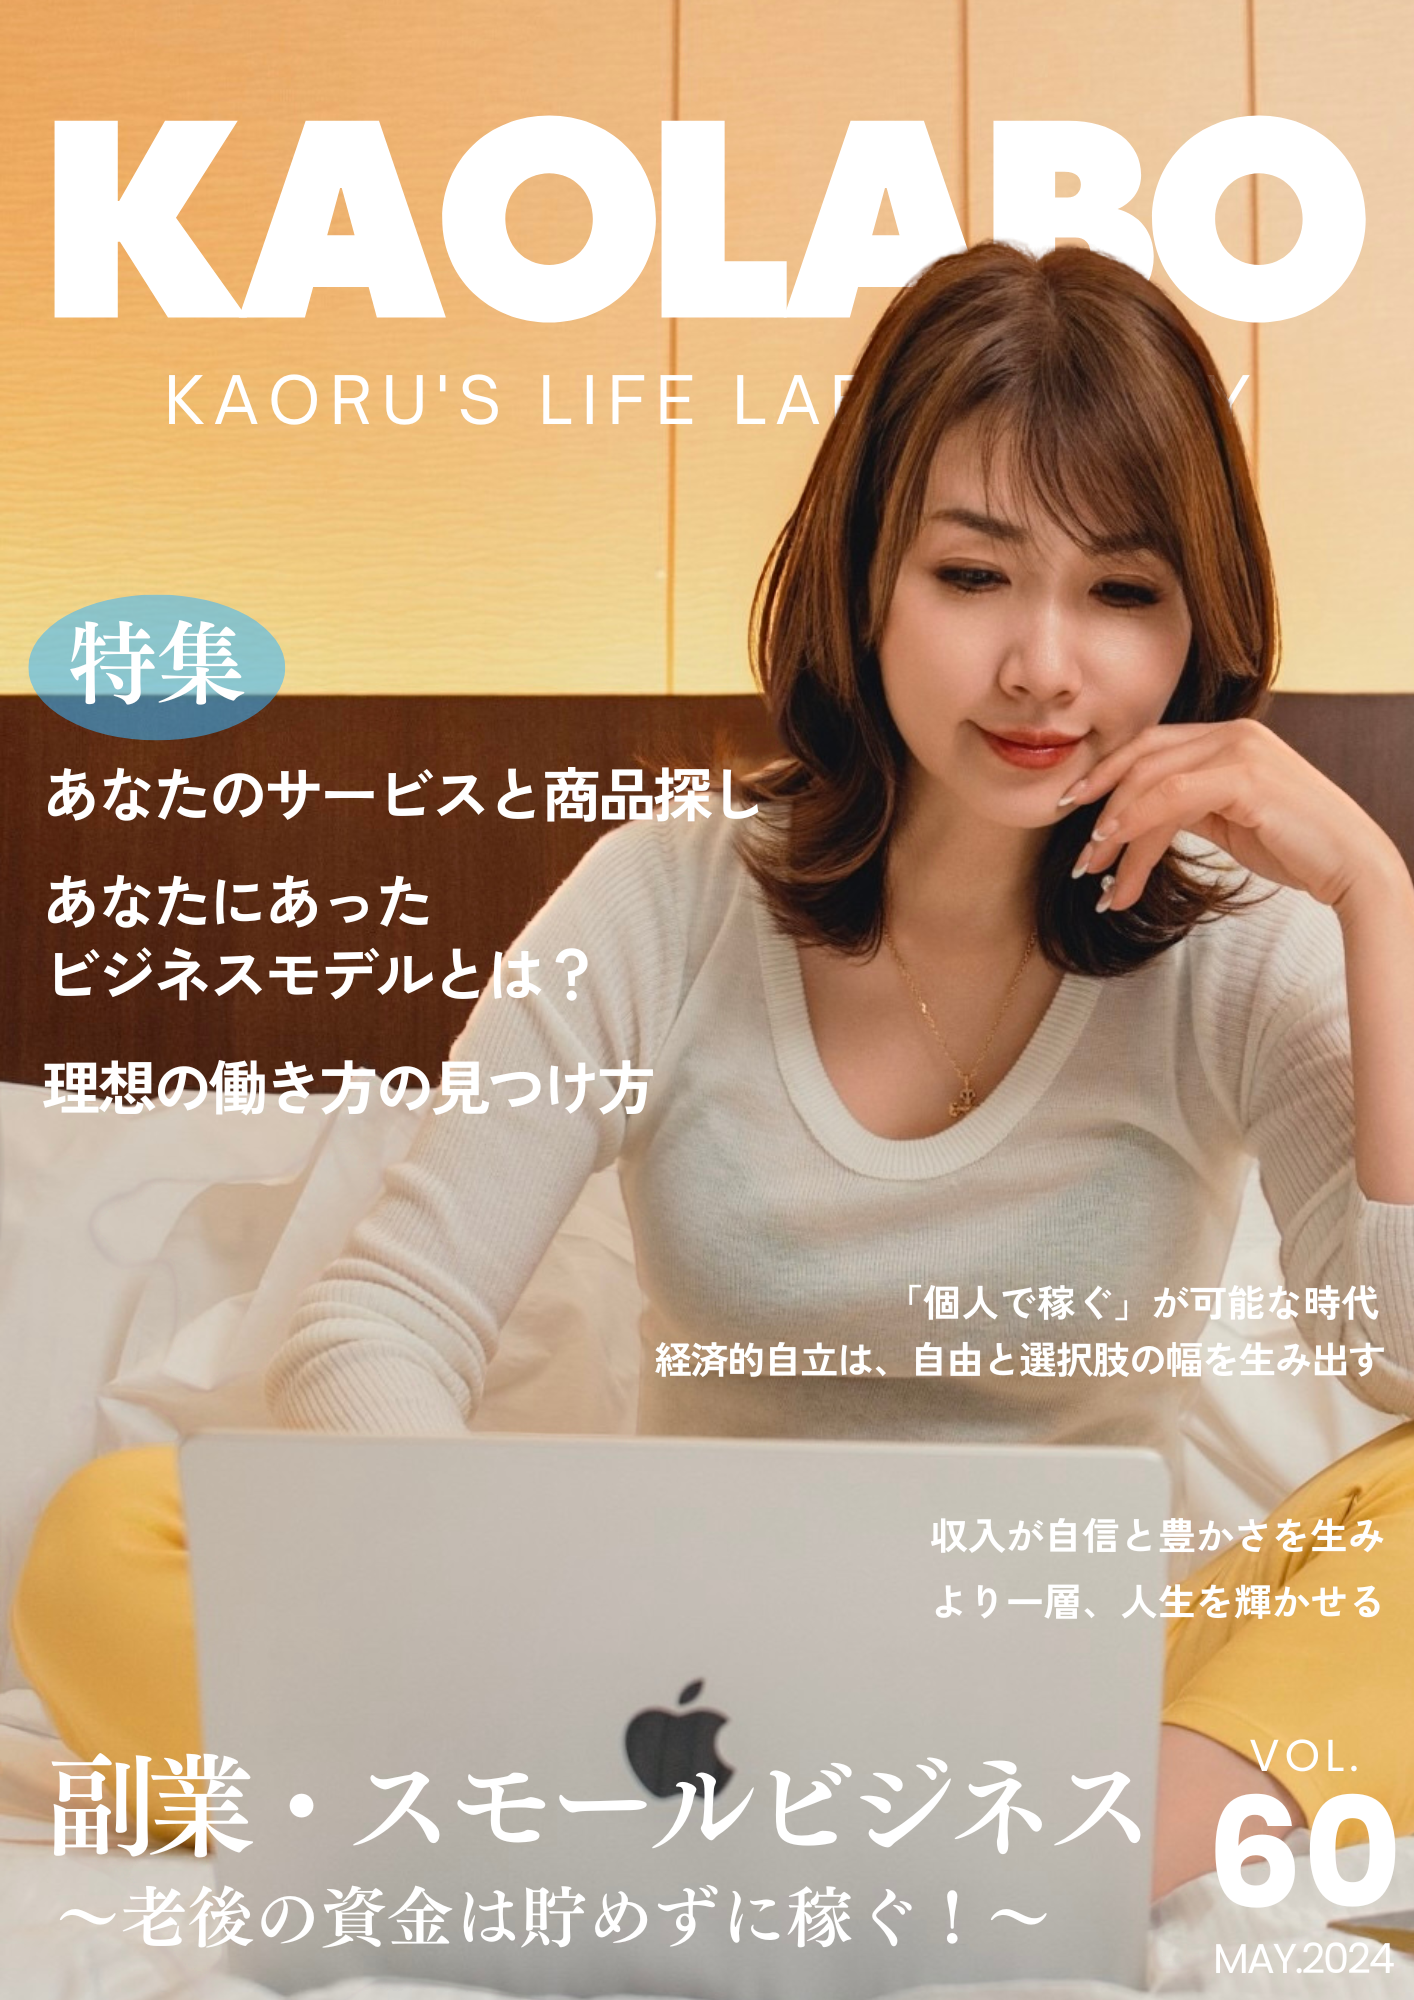 KAOLABO
KAORU'S LIFE
特集
あなたのサービスと商品探し
あなたにあった
ビジネスモデルとは？
理想の働き方の見つけ方
「個人で稼ぐ」が可能な時代
経済的自立は、自由と選択肢の幅を生み出す
収入が自信と豊かさを生み
より一層、人生を輝かせる
副業・スモールビジネス
～老後の資金は貯めずに稼ぐ！～
VOL.
60
MAY.2024